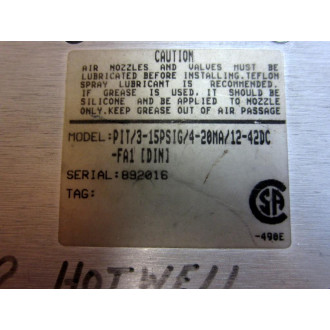 CAUTION
AIR NOZZLES AND VALVES MUST BE
LUBRICATED BEFORE INSTALLING.TEFLON
SPRAY LUBRICANT IS RECOMMENDED.
IF GREASE IS USED. IT SHOULD BE
SILICONE AND BE APPLIED TO NOZZLE
ONLY.KEEP GREASE OUT OF AIR PASSAGE
MODEL:PIT/3-15PSIG/4-20MA/12-42DC
-FA1 [DIN]
SERIAL:892016
TAG:
SA
-490E
HOTWELL